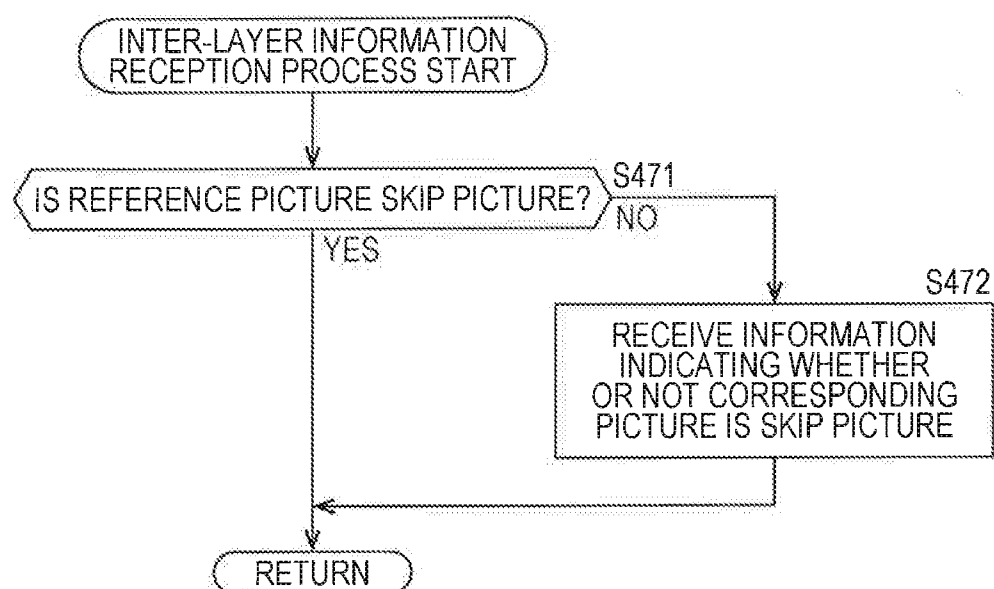 INTER-LAYER INFORMATION
RECEPTION PROCESS START
IS REFERENCE PICTURE SKIP PICTURE?
S471
NO
YES
S472
RECEIVE INFORMATION
INDICATING WHETHER
OR NOT CORRESPONDING
PICTURE IS SKIP PICTURE
RETURN